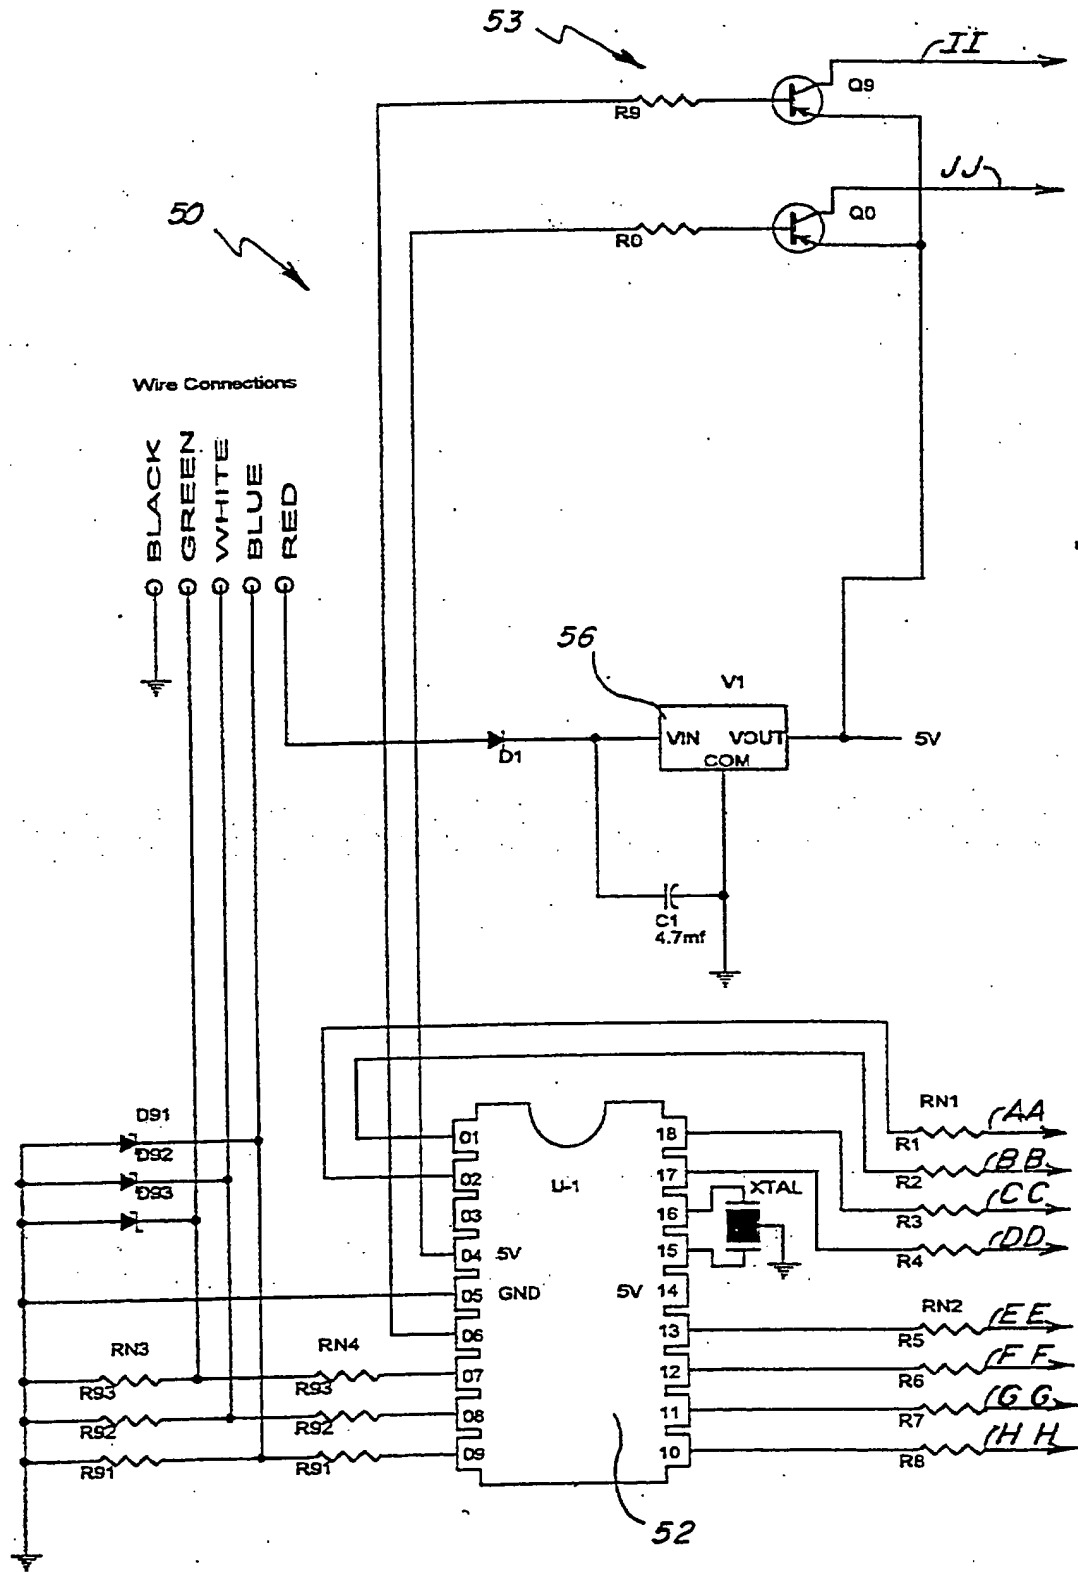 53
II
Q9
R9
JJ
50
Q0
R0
Wire Connections
BLACK
GREEN
WHITE
BLUE
RED
56
V1
VIN VOUT
COM
5V
D1
C1
4.7mf
D91
D92
D93
RN1
AA
R1
BB
R2
CC
R3
DD
R4
01
02
03
04 5V
05 GND
06
07
08
09
U-1
18
17
16
15
5V 14
13
12
11
10
XTAL
RN2
EE
R5
FF
R6
GG
R7
HH
R8
RN3
RN4
R93
R93
R92
R92
R91
R91
52